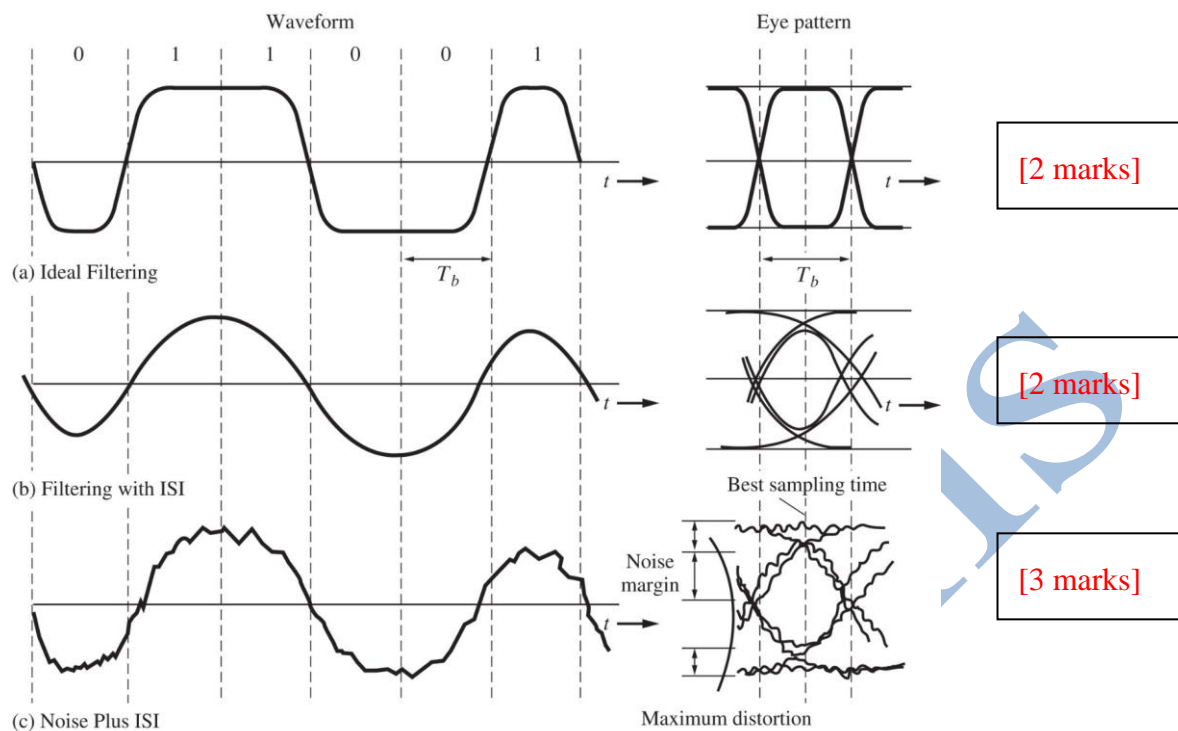 Waveform
Eye pattern
0 1 1 0 0 1
t
t
[2 marks]
T_b
T_b
(a) Ideal Filtering
t
t
[2 marks]
(b) Filtering with ISI
Best sampling time
Noise
margin
[3 marks]
t
(c) Noise Plus ISI
Maximum distortion